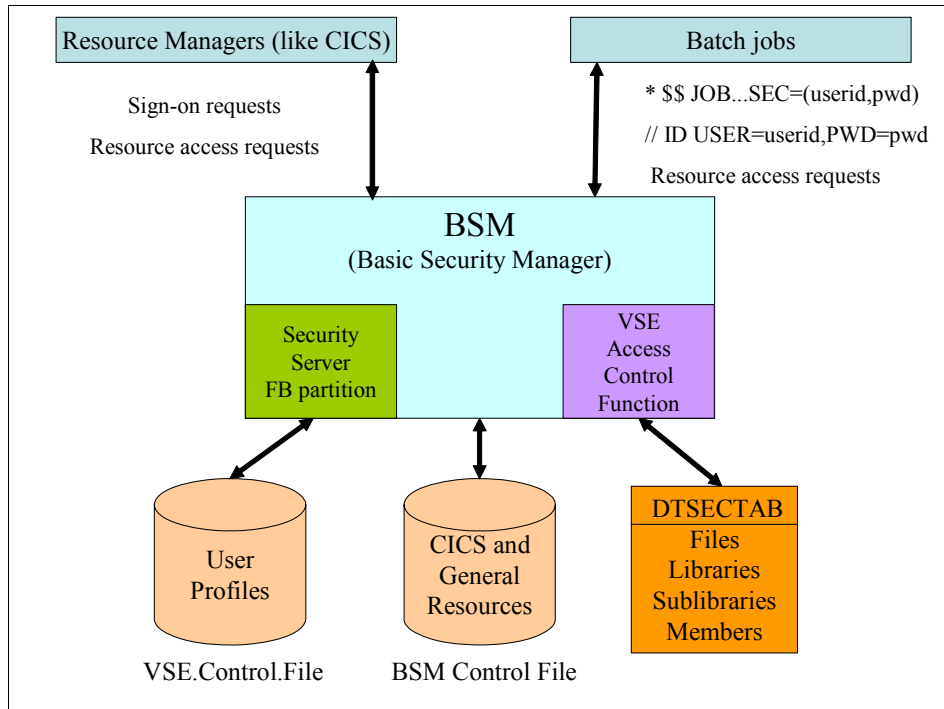 Resource Managers (like CICS)
Batch jobs
Sign-on requests
Resource access requests
* $$ JOB...SEC=(userid,pwd)
// ID USER=userid,PWD=pwd
Resource access requests
BSM
(Basic Security Manager)
Security
Server
FB partition
VSE
Access
Control
Function
User
Profiles
CICS and
General
Resources
DTSECTAB
Files
Libraries
Sublibraries
Members
VSE.Control.File
BSM Control File